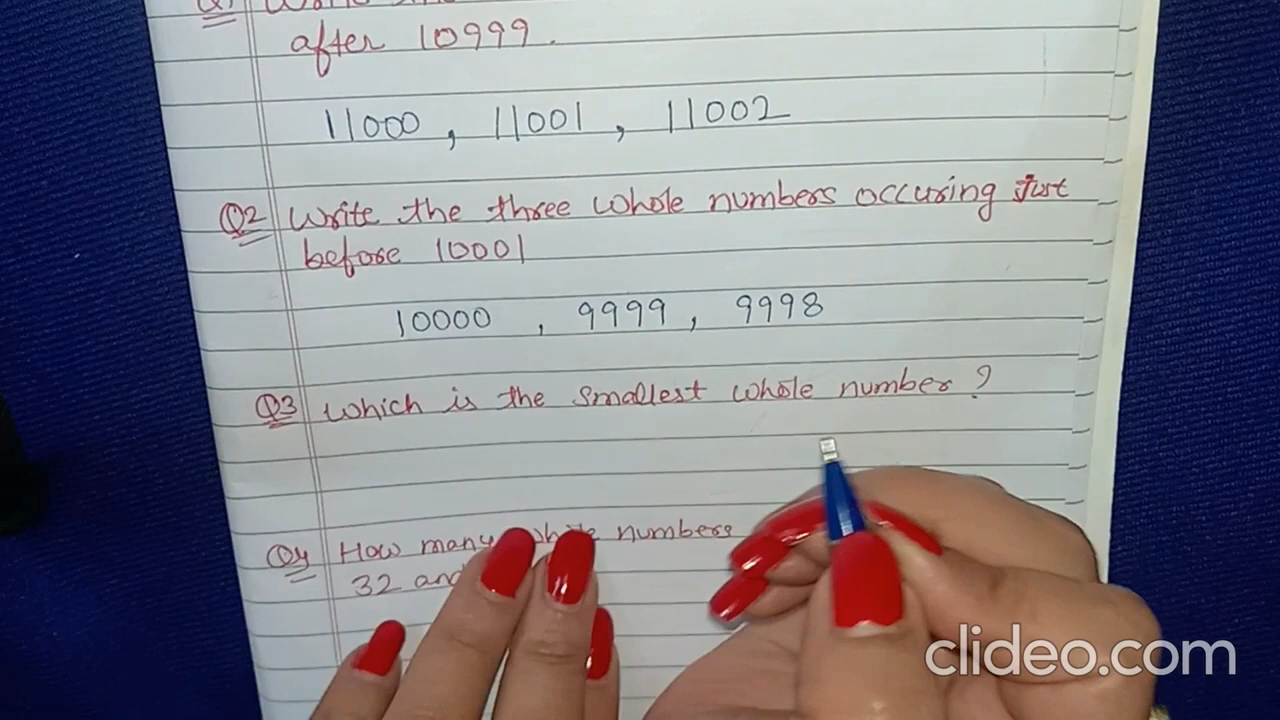 after 10999.
11000, 11001, 11002
Q2 Write the three whole numbers occuring Just
before 10001
10000, 9999, 9998
Q3 Which is the smallest whole number?
Q4 How many whole numbers
32 and
clideo.com